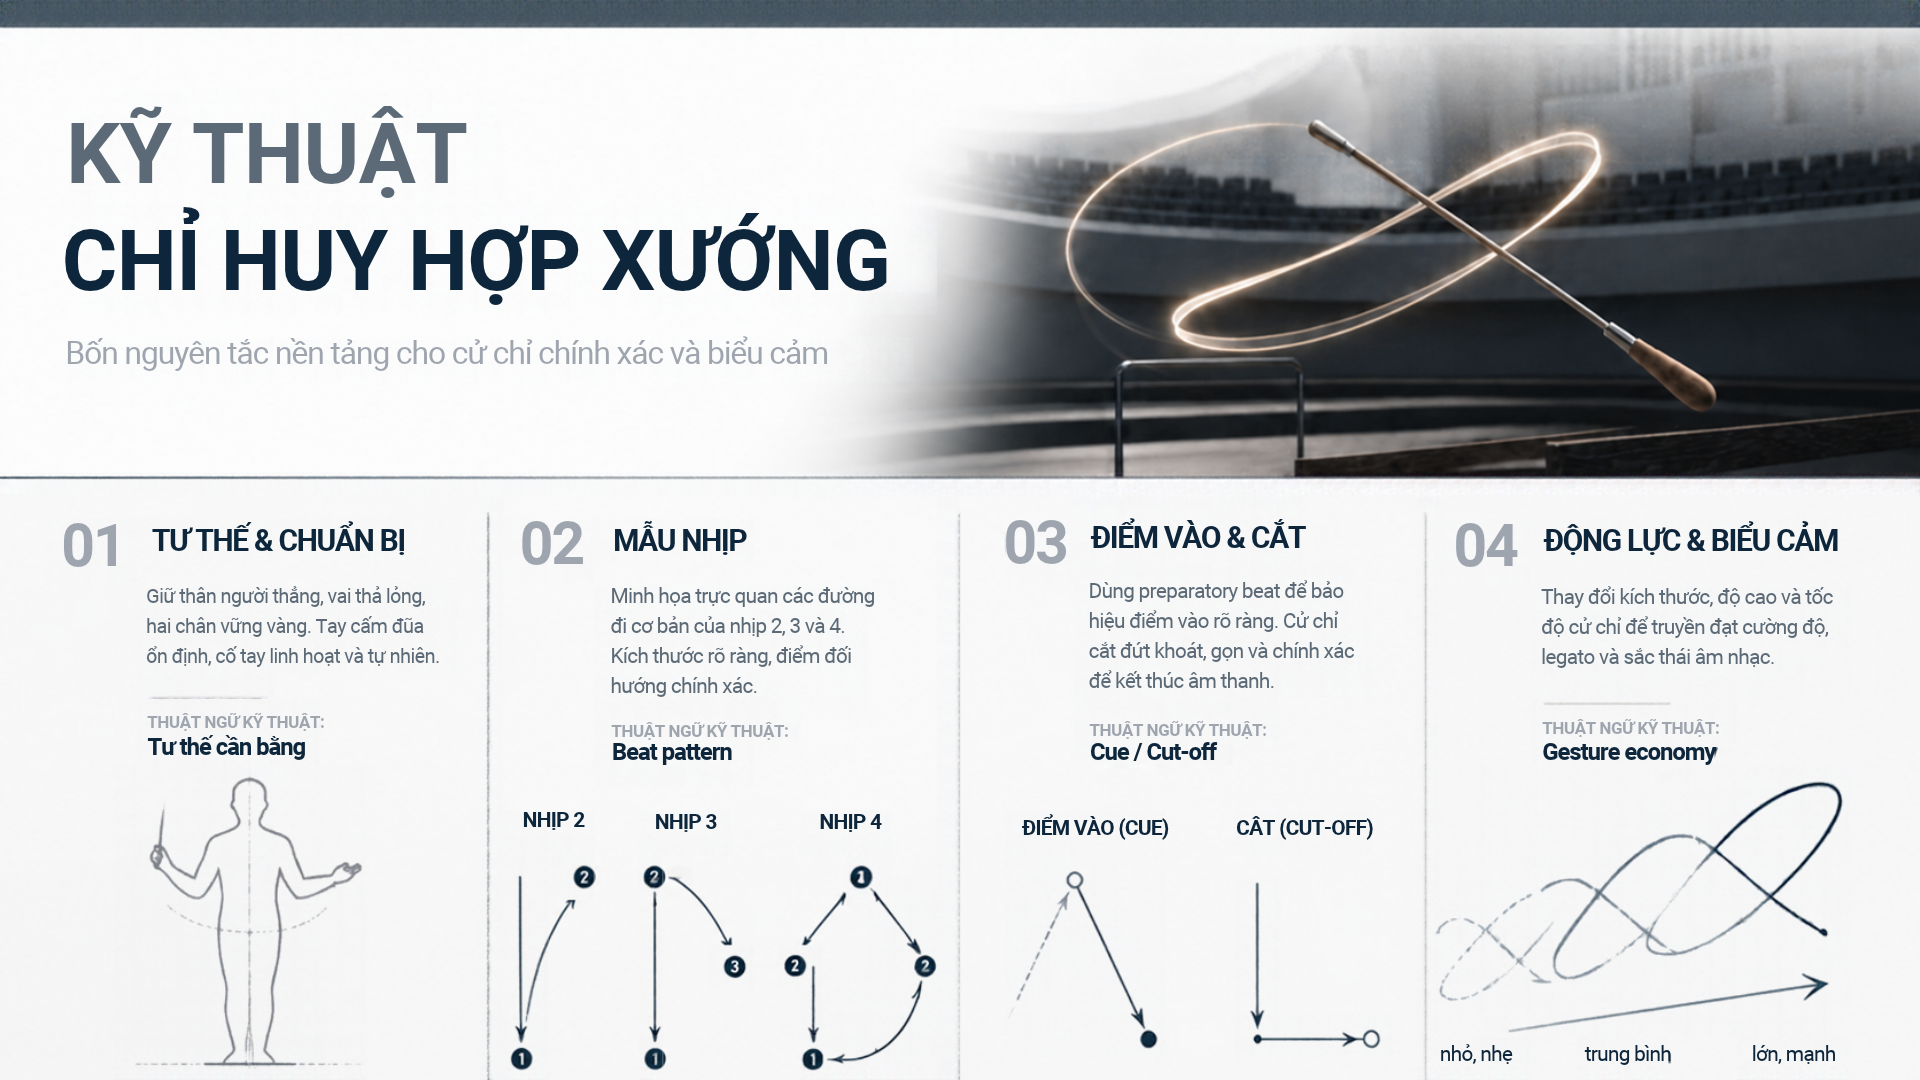 KỸ THUẬT
CHỈ HUY HỢP XƯỚNG
Bốn nguyên tắc nền tảng cho cử chỉ chính xác và biểu cảm
01
TƯ THẾ & CHUẨN BỊ
Giữ thân người thẳng, vai thả lỏng,
hai chân vững vàng. Tay cấm đũa
ổn định, cố tay linh hoạt và tự nhiên.
THUẬT NGỮ KỸ THUẬT:
Tư thế cần bằng
02
MẪU NHỊP
Minh họa trực quan các đường
đi cơ bản của nhịp 2, 3 và 4.
Kích thước rõ ràng, điểm đối
hướng chính xác.
THUẬT NGỮ KỸ THUẬT:
Beat pattern
NHỊP 2
NHỊP 3
NHỊP 4
2
2
1
3
2
2
1
1
1
03
ĐIỂM VÀO & CẮT
Dùng preparatory beat để bảo
hiệu điểm vào rõ ràng. Cử chỉ
cắt đứt khoát, gọn và chính xác
để kết thúc âm thanh.
THUẬT NGỮ KỸ THUẬT:
Cue / Cut-off
ĐIỂM VÀO (CUE)
CÂT (CUT-OFF)
04
ĐỘNG LỰC & BIỂU CẢM
Thay đổi kích thước, độ cao và tốc
độ cử chỉ để truyền đạt cường độ,
legato và sắc thái âm nhạc.
THUẬT NGỮ KỸ THUẬT:
Gesture economy
nhỏ, nhẹ
trung bình
lớn, mạnh